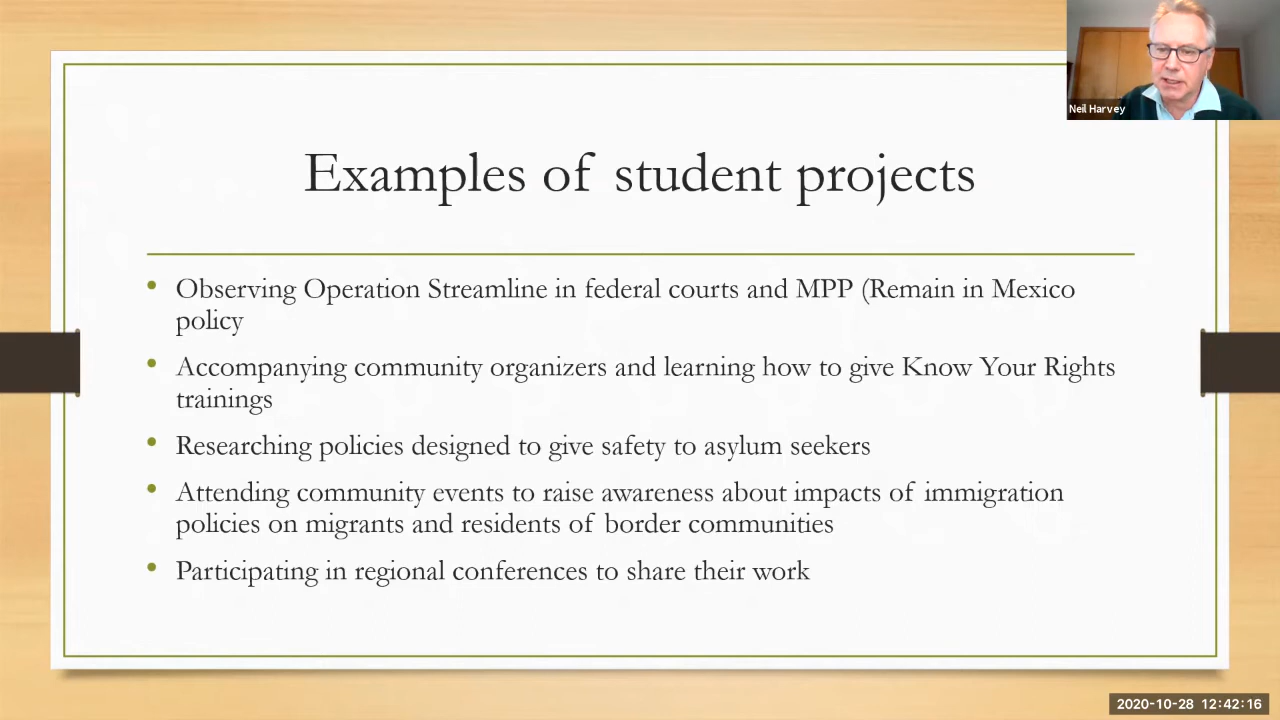 Neil Harvey
Examples of student projects
• Observing Operation Streamline in federal courts and MPP (Remain in Mexico
policy
• Accompanying community organizers and learning how to give Know Your Rights
trainings
• Researching policies designed to give safety to asylum seekers
• Attending community events to raise awareness about impacts of immigration
policies on migrants and residents of border communities
• Participating in regional conferences to share their work
2020-10-28 12:42:16